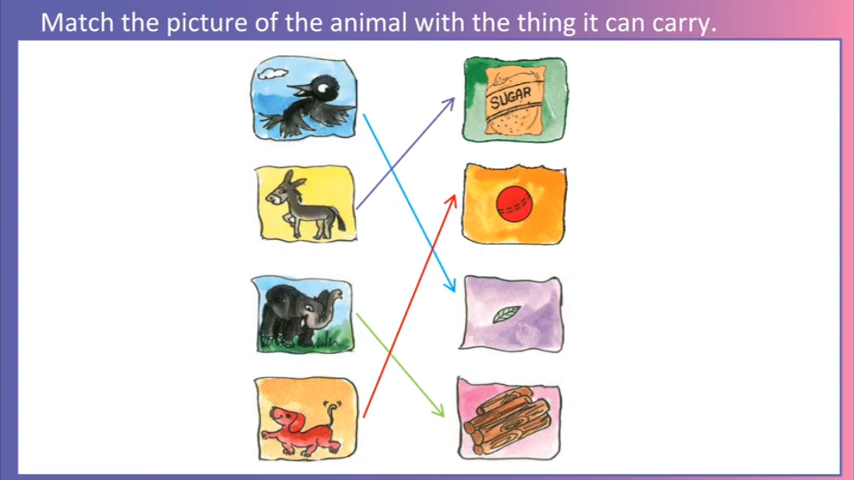 Match the picture of the animal with the thing it can carry.
SUGAR